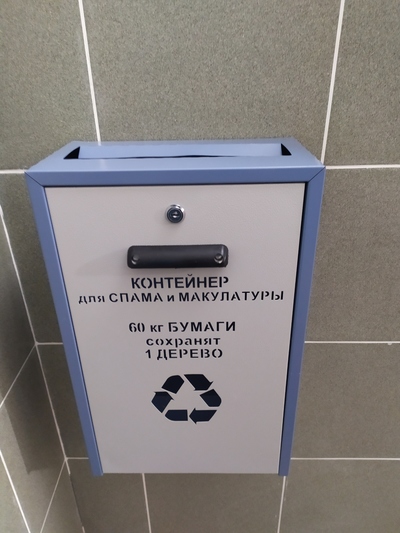 КОНТЕЙНЕР
для СПАМА и МАКУЛАТУРЫ
60 кг БУМАГИ
сохранят
1 ДЕРЕВО